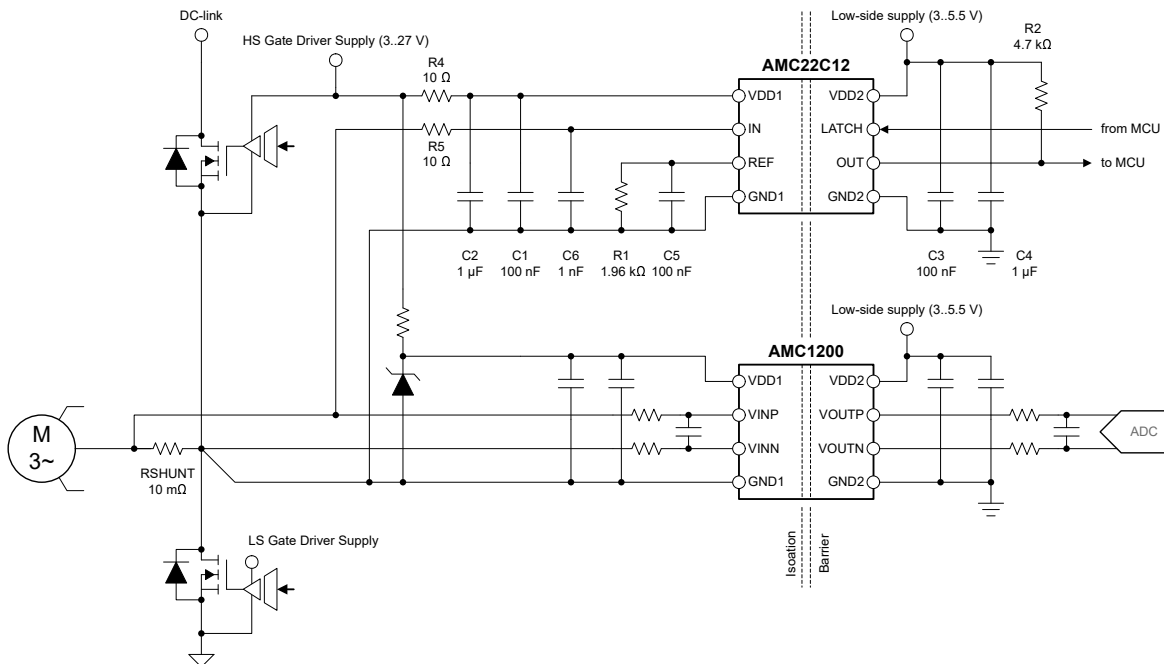 DC-link
HS Gate Driver Supply (3..27 V)
Low-side supply (3..5.5 V)
R2
4.7 kΩ
R4
10 Ω
AMC22C12
VDD1
VDD2
IN
LATCH
from MCU
R5
10 Ω
REF
OUT
to MCU
GND1
GND2
C2
1 µF
C1
100 nF
C6
1 nF
R1
1.96 kΩ
C5
100 nF
C3
100 nF
C4
1 µF
Low-side supply (3..5.5 V)
AMC1200
VDD1
VDD2
VINP
VOUTP
M
3~
ADC
VINN
VOUTN
RSHUNT
10 mΩ
GND1
GND2
LS Gate Driver Supply
Isoation
Barrier